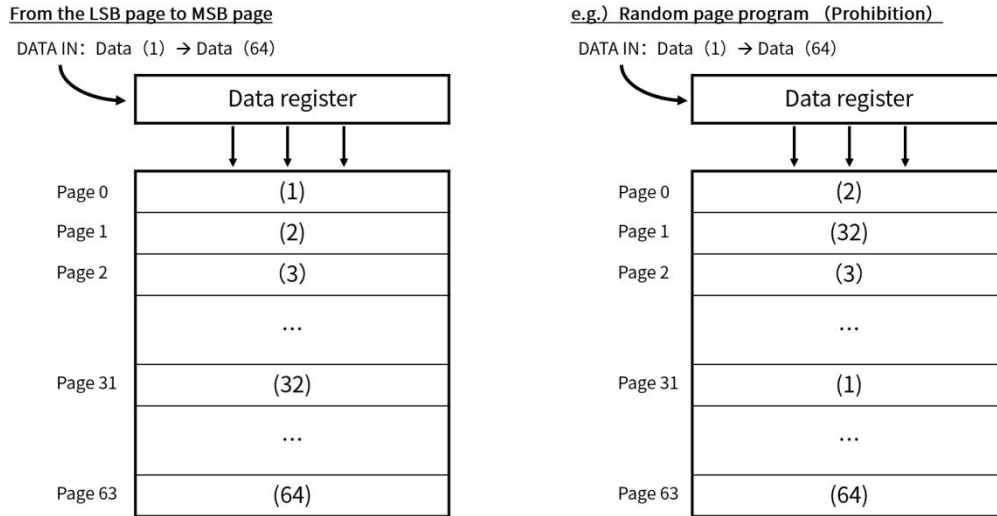 From the LSB page to MSB page
DATA IN: Data (1) → Data (64)
Data register
Page 0 (1)
Page 1 (2)
Page 2 (3)
...
Page 31 (32)
...
Page 63 (64)
e.g.) Random page program (Prohibition)
DATA IN: Data (1) → Data (64)
Data register
Page 0 (2)
Page 1 (32)
Page 2 (3)
...
Page 31 (1)
...
Page 63 (64)